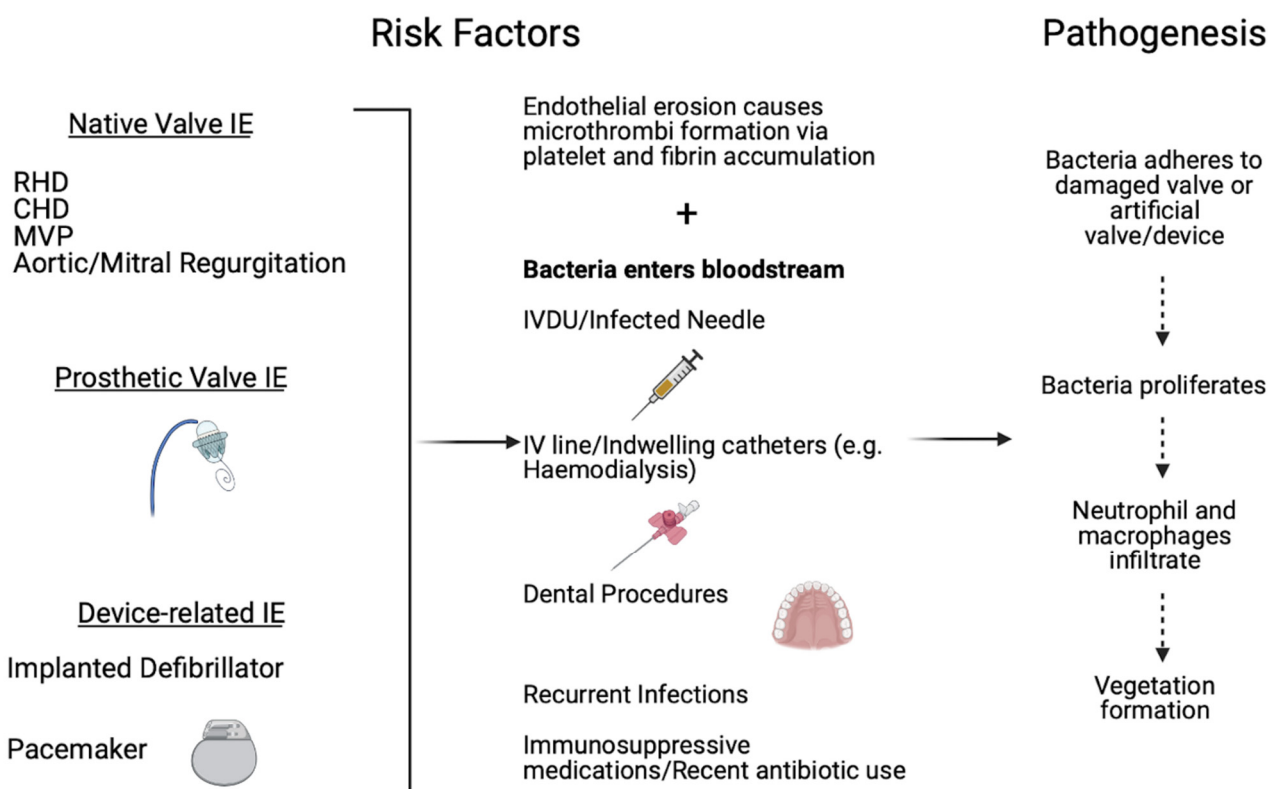 Risk Factors
Pathogenesis
Native Valve IE
RHD
CHD
MVP
Aortic/Mitral Regurgitation
Prosthetic Valve IE
Device-related IE
Implanted Defibrillator
Pacemaker
Endothelial erosion causes
microthrombi formation via
platelet and fibrin accumulation
+
Bacteria enters bloodstream
IVDU/Infected Needle
IV line/Indwelling catheters (e.g.
Haemodialysis)
Dental Procedures
Recurrent Infections
Immunosuppressive
medications/Recent antibiotic use
Bacteria adheres to
damaged valve or
artificial
valve/device
Bacteria proliferates
Neutrophil and
macrophages
infiltrate
Vegetation
formation